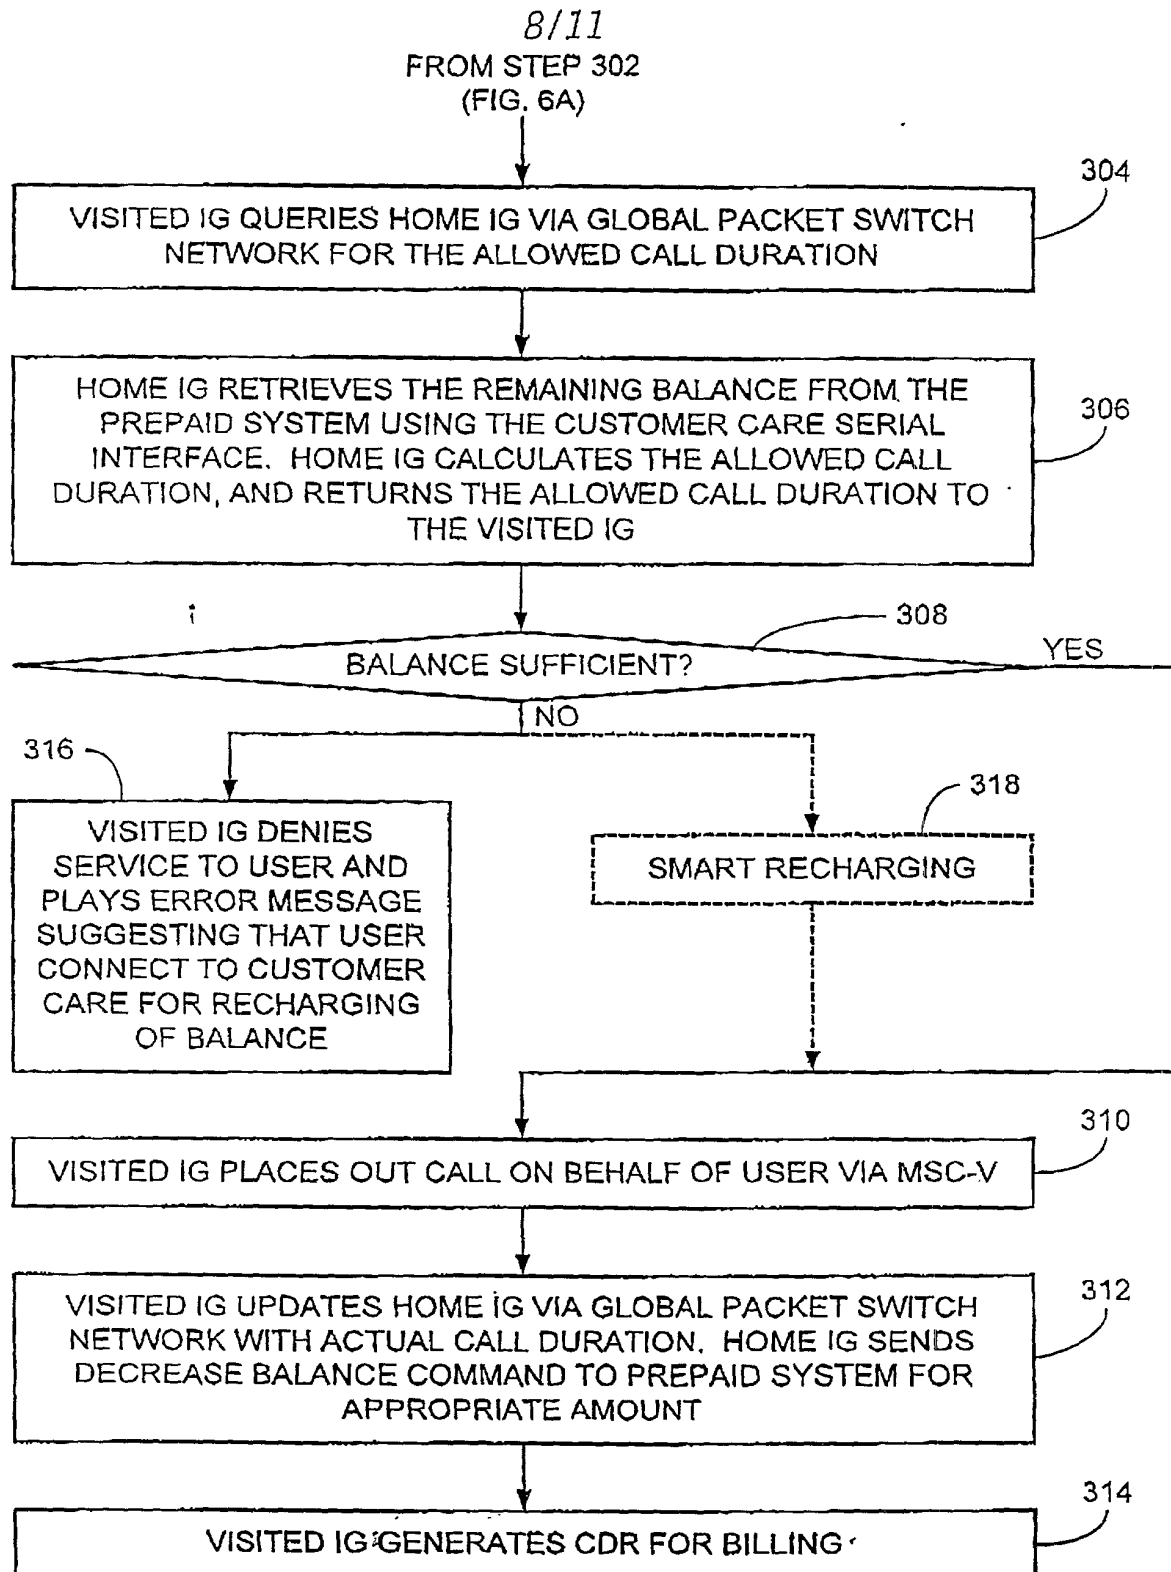 8/11
FROM STEP 302
(FIG. 6A)
304
VISITED IG QUERIES HOME IG VIA GLOBAL PACKET SWITCH
NETWORK FOR THE ALLOWED CALL DURATION
HOME IG RETRIEVES THE REMAINING BALANCE FROM THE
PREPAID SYSTEM USING THE CUSTOMER CARE SERIAL
INTERFACE. HOME IG CALCULATES THE ALLOWED CALL
DURATION, AND RETURNS THE ALLOWED CALL DURATION TO
THE VISITED IG
306
308
BALANCE SUFFICIENT?
YES
NO
316
VISITED IG DENIES
SERVICE TO USER AND
PLAYS ERROR MESSAGE
SUGGESTING THAT USER
CONNECT TO CUSTOMER
CARE FOR RECHARGING
OF BALANCE
318
SMART RECHARGING
310
VISITED IG PLACES OUT CALL ON BEHALF OF USER VIA MSC-V
312
VISITED IG UPDATES HOME IG VIA GLOBAL PACKET SWITCH
NETWORK WITH ACTUAL CALL DURATION. HOME IG SENDS
DECREASE BALANCE COMMAND TO PREPAID SYSTEM FOR
APPROPRIATE AMOUNT
314
VISITED IG GENERATES CDR FOR BILLING